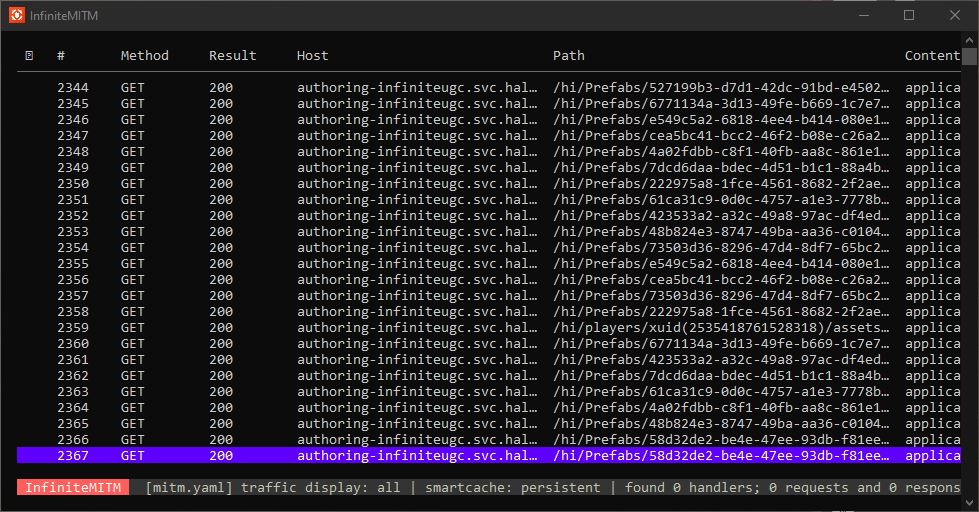 InfiniteMITM
# Method Result Host Path Content
2344 GET 200 authoring-infiniteugc.svc.hal… /hi/Prefabs/527199b3-d7d1-42dc-91bd-e4502… applica
2345 GET 200 authoring-infiniteugc.svc.hal… /hi/Prefabs/6771134a-3d13-49fe-b669-1c7e7… applica
2346 GET 200 authoring-infiniteugc.svc.hal… /hi/Prefabs/e549c5a2-6818-4ee4-b414-080e1… applica
2347 GET 200 authoring-infiniteugc.svc.hal… /hi/Prefabs/cea5bc41-bcc2-46f2-b08e-c26a2… applica
2348 GET 200 authoring-infiniteugc.svc.hal… /hi/Prefabs/4a02fdbb-c8f1-40fb-aa8c-861e1… applica
2349 GET 200 authoring-infiniteugc.svc.hal… /hi/Prefabs/7dcd6daa-bdec-4d51-b1c1-88a4b… applica
2350 GET 200 authoring-infiniteugc.svc.hal… /hi/Prefabs/222975a8-1fce-4561-8682-2f2ae… applica
2351 GET 200 authoring-infiniteugc.svc.hal… /hi/Prefabs/61ca31c9-0d0c-4757-a1e3-7778b… applica
2352 GET 200 authoring-infiniteugc.svc.hal… /hi/Prefabs/423533a2-a32c-49a8-97ac-df4ed… applica
2353 GET 200 authoring-infiniteugc.svc.hal… /hi/Prefabs/48b824e3-8747-49ba-aa36-c0104… applica
2354 GET 200 authoring-infiniteugc.svc.hal… /hi/Prefabs/73503d36-8296-47d4-8df7-65bc2… applica
2355 GET 200 authoring-infiniteugc.svc.hal… /hi/Prefabs/e549c5a2-6818-4ee4-b414-080e1… applica
2356 GET 200 authoring-infiniteugc.svc.hal… /hi/Prefabs/cea5bc41-bcc2-46f2-b08e-c26a2… applica
2357 GET 200 authoring-infiniteugc.svc.hal… /hi/Prefabs/73503d36-8296-47d4-8df7-65bc2… applica
2358 GET 200 authoring-infiniteugc.svc.hal… /hi/Prefabs/222975a8-1fce-4561-8682-2f2ae… applica
2359 GET 200 authoring-infiniteugc.svc.hal… /hi/players/xuid(2535418761528318)/assets… applica
2360 GET 200 authoring-infiniteugc.svc.hal… /hi/Prefabs/6771134a-3d13-49fe-b669-1c7e7… applica
2361 GET 200 authoring-infiniteugc.svc.hal… /hi/Prefabs/423533a2-a32c-49a8-97ac-df4ed… applica
2362 GET 200 authoring-infiniteugc.svc.hal… /hi/Prefabs/7dcd6daa-bdec-4d51-b1c1-88a4b… applica
2363 GET 200 authoring-infiniteugc.svc.hal… /hi/Prefabs/61ca31c9-0d0c-4757-a1e3-7778b… applica
2364 GET 200 authoring-infiniteugc.svc.hal… /hi/Prefabs/4a02fdbb-c8f1-40fb-aa8c-861e1… applica
2365 GET 200 authoring-infiniteugc.svc.hal… /hi/Prefabs/48b824e3-8747-49ba-aa36-c0104… applica
2366 GET 200 authoring-infiniteugc.svc.hal… /hi/Prefabs/58d32de2-be4e-47ee-93db-f81ee… applica
2367 GET 200 authoring-infiniteugc.svc.hal… /hi/Prefabs/58d32de2-be4e-47ee-93db-f81ee… applica
InfiniteMITM [mitm.yaml] traffic display: all | smartcache: persistent | found 0 handlers; 0 requests and 0 respons